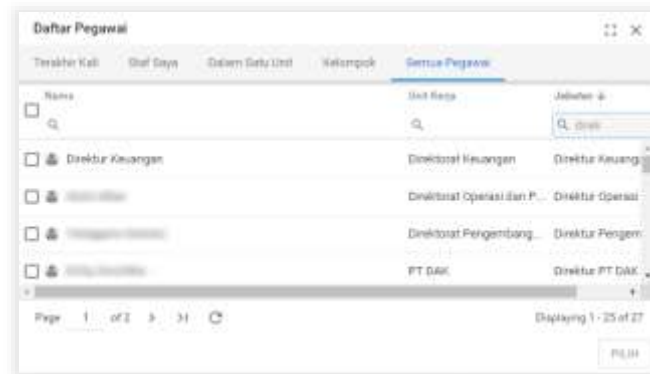 Daftar Pegawai
Terakhir Kali Staf Saya Dalam Satu Unit Kelompok Semua Pegawai
Nama Unit Kerja Jabatan
direk
Direktur Keuangan Direktorat Keuangan Direktur Keuang
Direktorat Operasi dan P... Direktur Operasi
Direktorat Pengembang... Direktur Pengem
PT DAK Direktur PT DAK
Page 1 of 2 Displaying 1 - 25 of 27
PILIH